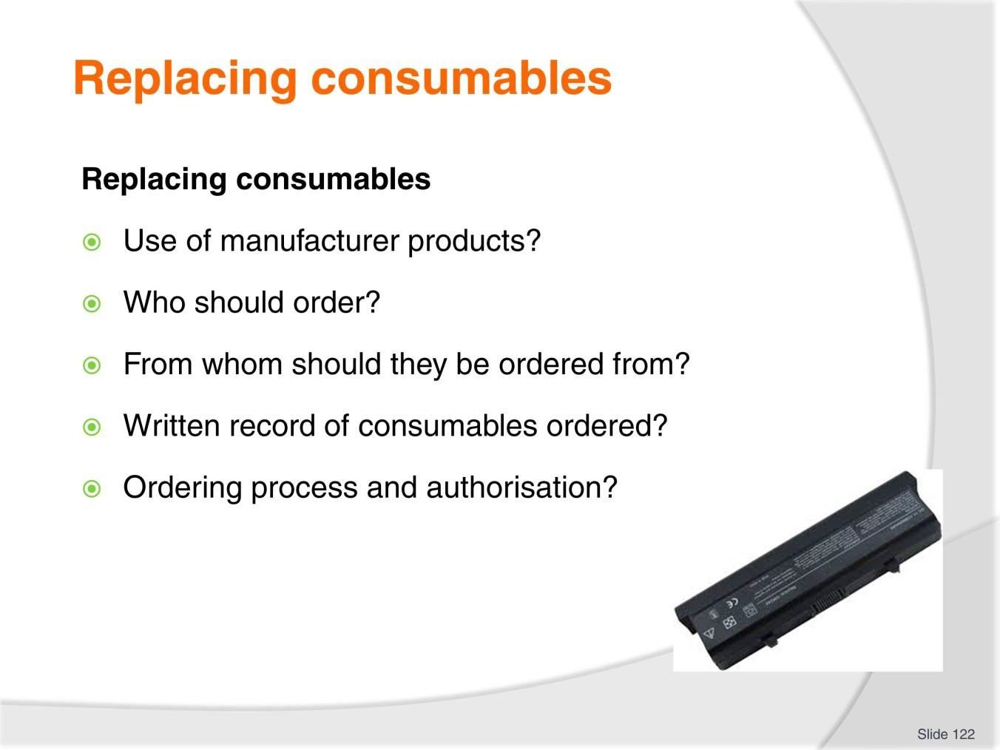 Replacing consumables
Replacing consumables
Use of manufacturer products?
Who should order?
From whom should they be ordered from?
Written record of consumables ordered?
Ordering process and authorisation?
Slide 122